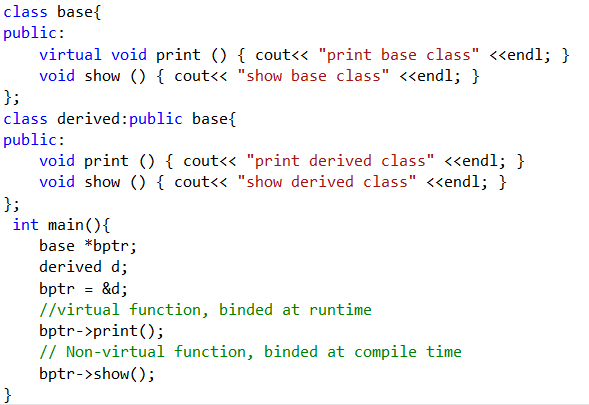 class base{
public:
    virtual void print () { cout<< "print base class" <<endl; }
    void show () { cout<< "show base class" <<endl; }
};
class derived:public base{
public:
    void print () { cout<< "print derived class" <<endl; }
    void show () { cout<< "show derived class" <<endl; }
};
 int main(){
    base *bptr;
    derived d;
    bptr = &d;
    //virtual function, binded at runtime
    bptr->print();
    // Non-virtual function, binded at compile time
    bptr->show();
}